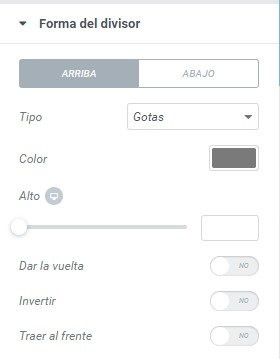 Forma del divisor
ARRIBA ABAJO
Tipo Gotas
Color
Alto
Dar la vuelta NO
Invertir NO
Traer al frente NO